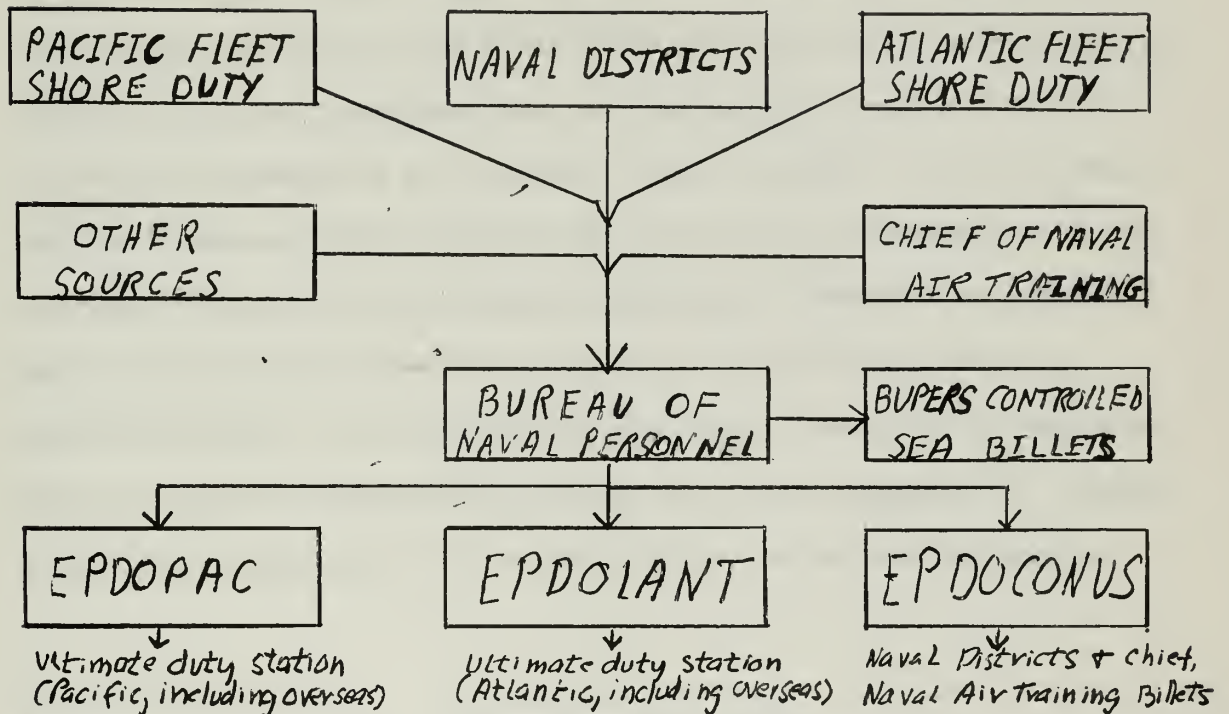 PACIFIC FLEET
SHORE DUTY
NAVAL DISTRICTS
ATLANTIC FLEET
SHORE DUTY
OTHER
SOURCES
CHIEF OF NAVAL
AIR TRAINING
BUREAU OF
NAVAL PERSONNEL
BUPERS CONTROLLED
SEA BILLETS
EPDOPAC
EPDOLANT
EPDOCONUS
Ultimate duty station
(Pacific, including overseas)
Ultimate duty station
(Atlantic, including overseas)
Naval Districts & Chief,
Naval Air Training Billets